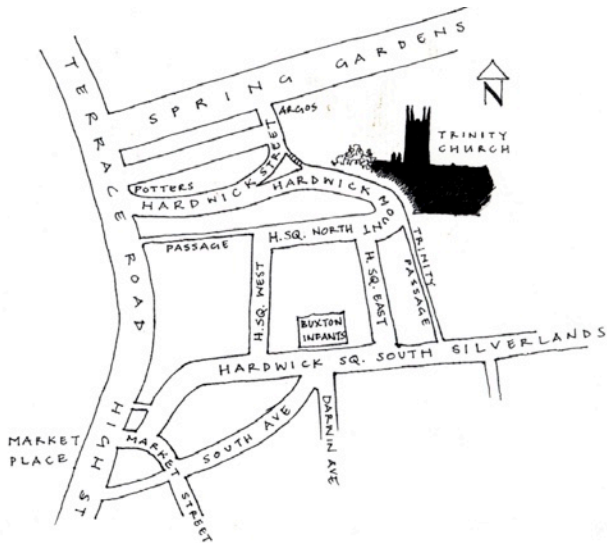 SPRING GARDENS
TERRACE ROAD
ARGOS
N
TRINITY
CHURCH
POTTERS
HARDWICK STREET
HARDWICK MOUNT
PASSAGE
H. SQ. NORTH
H. SQ. WEST
H. SQ. EAST
TRINITY
PASSAGE
BUXTON
INFANTS
HARDWICK SQ. SOUTH
SILVERLANDS
HIGH ST
MARKET
PLACE
MARKET STREET
SOUTH AVE
DARWIN AVE